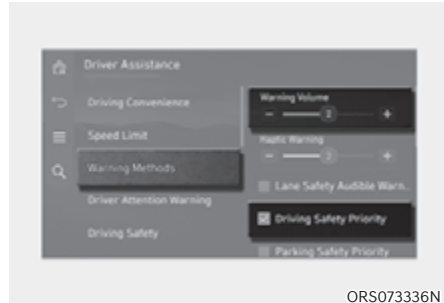 Driver Assistance
Driving Convenience
Speed Limit
Warning Methods
Driver Attention Warning
Driving Safety
Warning Volume
- 2 +
Haptic Warning
- 2 +
Lane Safety Audible Warn..
Driving Safety Priority
Parking Safety Priority
ORS073336N